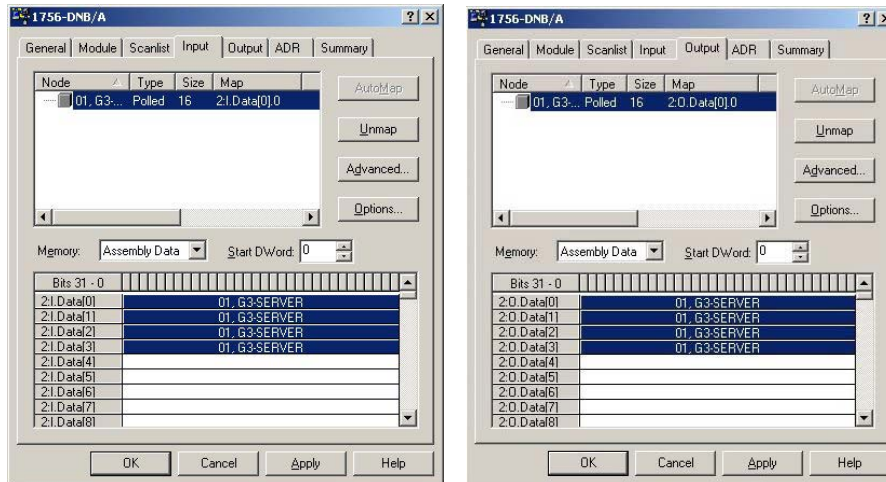 1756-DNB/A
General Module Scanlist Input Output ADR Summary
Node Type Size Map
01, G3-... Polled 16 2:I.Data[0].0
AutoMap
Unmap
Advanced...
Options...
Memory: Assembly Data Start DWord: 0
Bits 31 - 0
2:I.Data[0] 01, G3-SERVER
2:I.Data[1] 01, G3-SERVER
2:I.Data[2] 01, G3-SERVER
2:I.Data[3] 01, G3-SERVER
2:I.Data[4]
2:I.Data[5]
2:I.Data[6]
2:I.Data[7]
2:I.Data[8]
OK Cancel Apply Help
1756-DNB/A
General Module Scanlist Input Output ADR Summary
Node Type Size Map
01, G3-... Polled 16 2:O.Data[0].0
AutoMap
Unmap
Advanced...
Options...
Memory: Assembly Data Start DWord: 0
Bits 31 - 0
2:O.Data[0] 01, G3-SERVER
2:O.Data[1] 01, G3-SERVER
2:O.Data[2] 01, G3-SERVER
2:O.Data[3] 01, G3-SERVER
2:O.Data[4]
2:O.Data[5]
2:O.Data[6]
2:O.Data[7]
2:O.Data[8]
OK Cancel Apply Help